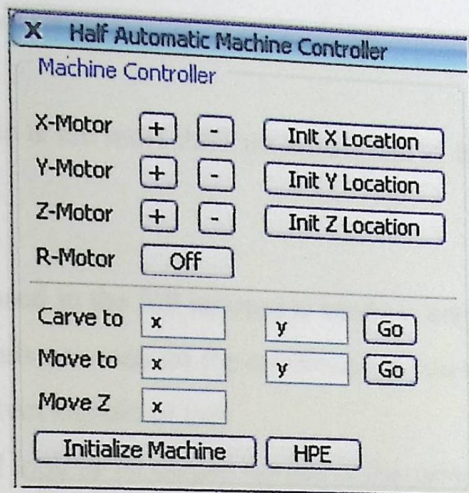 X Half Automatic Machine Controller
Machine Controller
X-Motor + - Init X Location
Y-Motor + - Init Y Location
Z-Motor + - Init Z Location
R-Motor Off
Carve to x y Go
Move to x y Go
Move Z x
Initialize Machine HPE